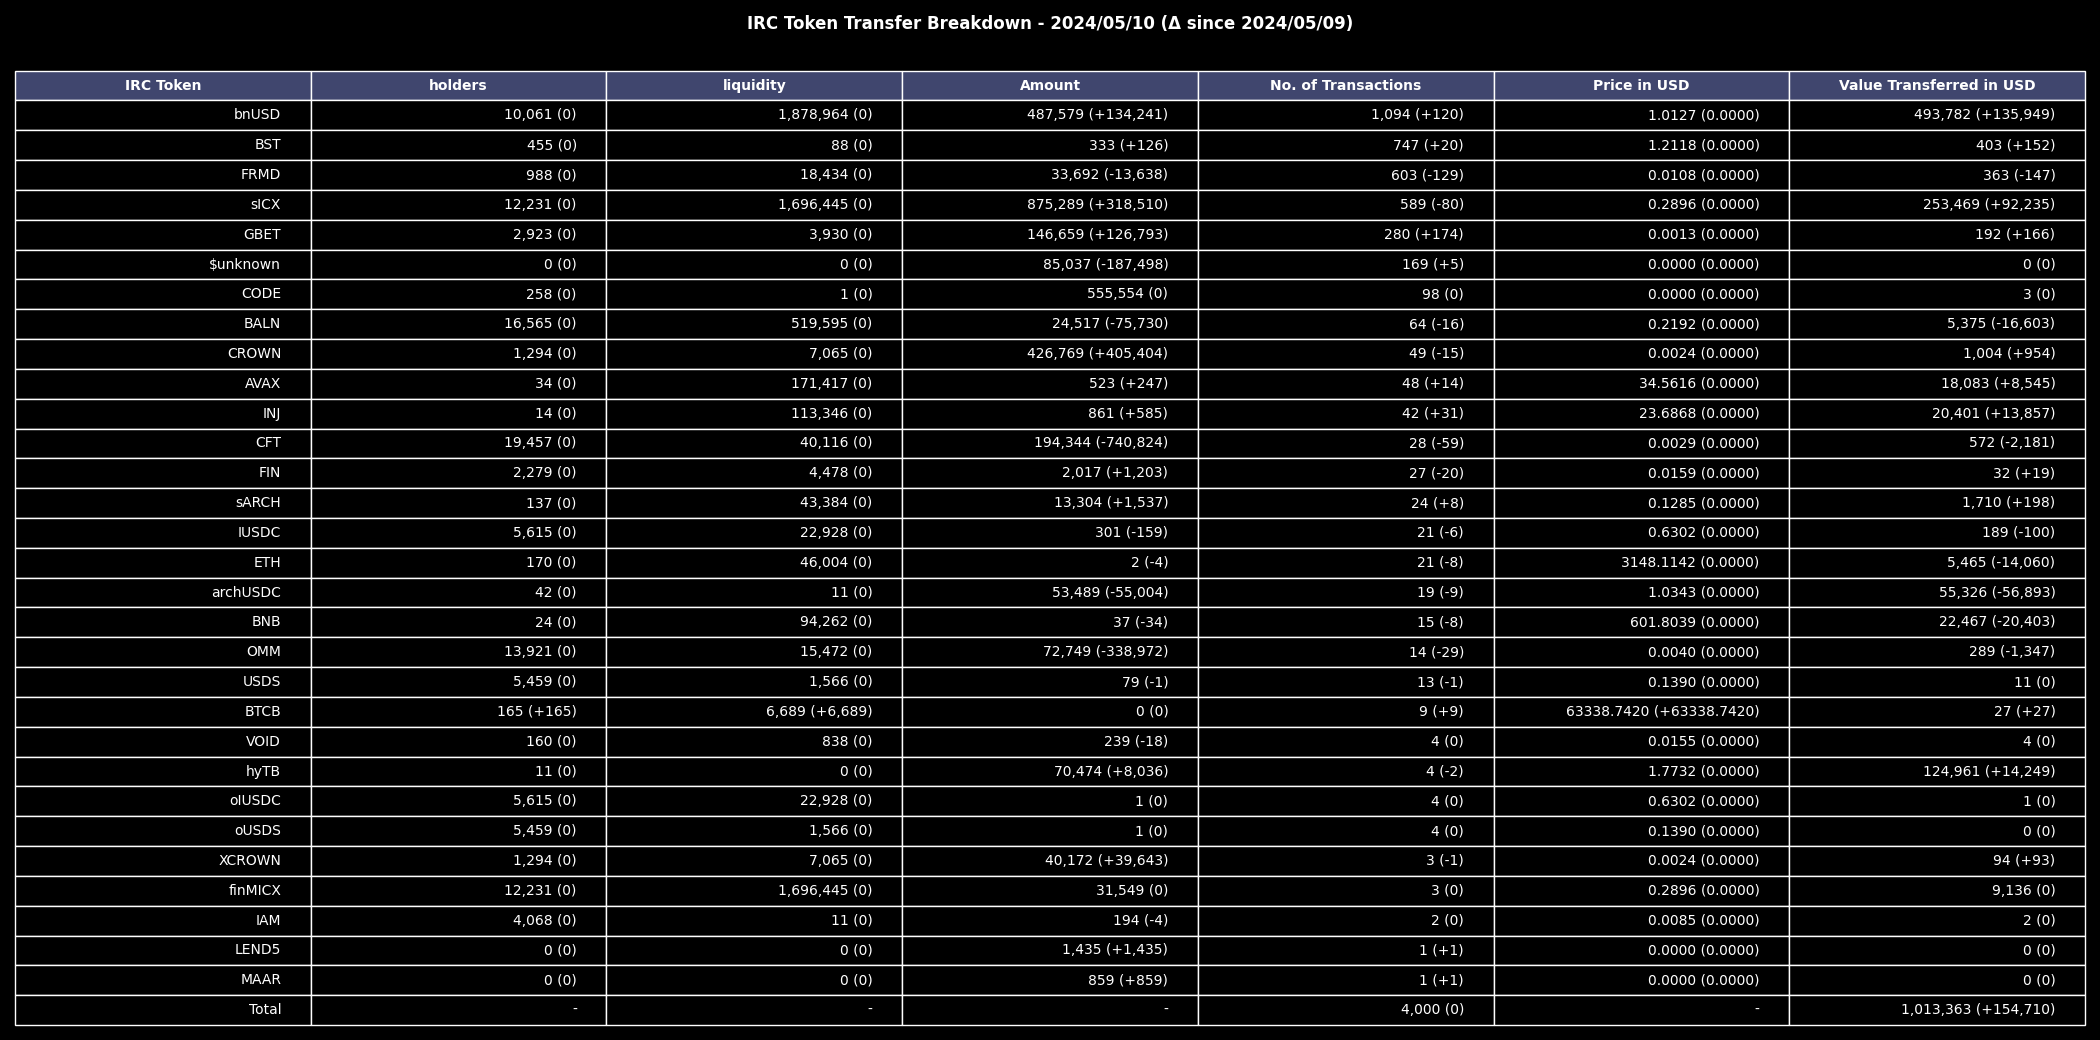 IRC Token Transfer Breakdown - 2024/05/10 (Δ since 2024/05/09)
IRC Token holders liquidity Amount No. of Transactions Price in USD Value Transferred in USD
bnUSD 10,061 (0) 1,878,964 (0) 487,579 (+134,241) 1,094 (+120) 1.0127 (0.0000) 493,782 (+135,949)
BST 455 (0) 88 (0) 333 (+126) 747 (+20) 1.2118 (0.0000) 403 (+152)
FRMD 988 (0) 18,434 (0) 33,692 (-13,638) 603 (-129) 0.0108 (0.0000) 363 (-147)
sICX 12,231 (0) 1,696,445 (0) 875,289 (+318,510) 589 (-80) 0.2896 (0.0000) 253,469 (+92,235)
GBET 2,923 (0) 3,930 (0) 146,659 (+126,793) 280 (+174) 0.0013 (0.0000) 192 (+166)
$unknown 0 (0) 0 (0) 85,037 (-187,498) 169 (+5) 0.0000 (0.0000) 0 (0)
CODE 258 (0) 1 (0) 555,554 (0) 98 (0) 0.0000 (0.0000) 3 (0)
BALN 16,565 (0) 519,595 (0) 24,517 (-75,730) 64 (-16) 0.2192 (0.0000) 5,375 (-16,603)
CROWN 1,294 (0) 7,065 (0) 426,769 (+405,404) 49 (-15) 0.0024 (0.0000) 1,004 (+954)
AVAX 34 (0) 171,417 (0) 523 (+247) 48 (+14) 34.5616 (0.0000) 18,083 (+8,545)
INJ 14 (0) 113,346 (0) 861 (+585) 42 (+31) 23.6868 (0.0000) 20,401 (+13,857)
CFT 19,457 (0) 40,116 (0) 194,344 (-740,824) 28 (-59) 0.0029 (0.0000) 572 (-2,181)
FIN 2,279 (0) 4,478 (0) 2,017 (+1,203) 27 (-20) 0.0159 (0.0000) 32 (+19)
sARCH 137 (0) 43,384 (0) 13,304 (+1,537) 24 (+8) 0.1285 (0.0000) 1,710 (+198)
IUSDC 5,615 (0) 22,928 (0) 301 (-159) 21 (-6) 0.6302 (0.0000) 189 (-100)
ETH 170 (0) 46,004 (0) 2 (-4) 21 (-8) 3148.1142 (0.0000) 5,465 (-14,060)
archUSDC 42 (0) 11 (0) 53,489 (-55,004) 19 (-9) 1.0343 (0.0000) 55,326 (-56,893)
BNB 24 (0) 94,262 (0) 37 (-34) 15 (-8) 601.8039 (0.0000) 22,467 (-20,403)
OMM 13,921 (0) 15,472 (0) 72,749 (-338,972) 14 (-29) 0.0040 (0.0000) 289 (-1,347)
USDS 5,459 (0) 1,566 (0) 79 (-1) 13 (-1) 0.1390 (0.0000) 11 (0)
BTCB 165 (+165) 6,689 (+6,689) 0 (0) 9 (+9) 63338.7420 (+63338.7420) 27 (+27)
VOID 160 (0) 838 (0) 239 (-18) 4 (0) 0.0155 (0.0000) 4 (0)
hyTB 11 (0) 0 (0) 70,474 (+8,036) 4 (-2) 1.7732 (0.0000) 124,961 (+14,249)
oIUSDC 5,615 (0) 22,928 (0) 1 (0) 4 (0) 0.6302 (0.0000) 1 (0)
oUSDS 5,459 (0) 1,566 (0) 1 (0) 4 (0) 0.1390 (0.0000) 0 (0)
XCROWN 1,294 (0) 7,065 (0) 40,172 (+39,643) 3 (-1) 0.0024 (0.0000) 94 (+93)
finMICX 12,231 (0) 1,696,445 (0) 31,549 (0) 3 (0) 0.2896 (0.0000) 9,136 (0)
IAM 4,068 (0) 11 (0) 194 (-4) 2 (0) 0.0085 (0.0000) 2 (0)
LEND5 0 (0) 0 (0) 1,435 (+1,435) 1 (+1) 0.0000 (0.0000) 0 (0)
MAAR 0 (0) 0 (0) 859 (+859) 1 (+1) 0.0000 (0.0000) 0 (0)
Total - - - 4,000 (0) - 1,013,363 (+154,710)